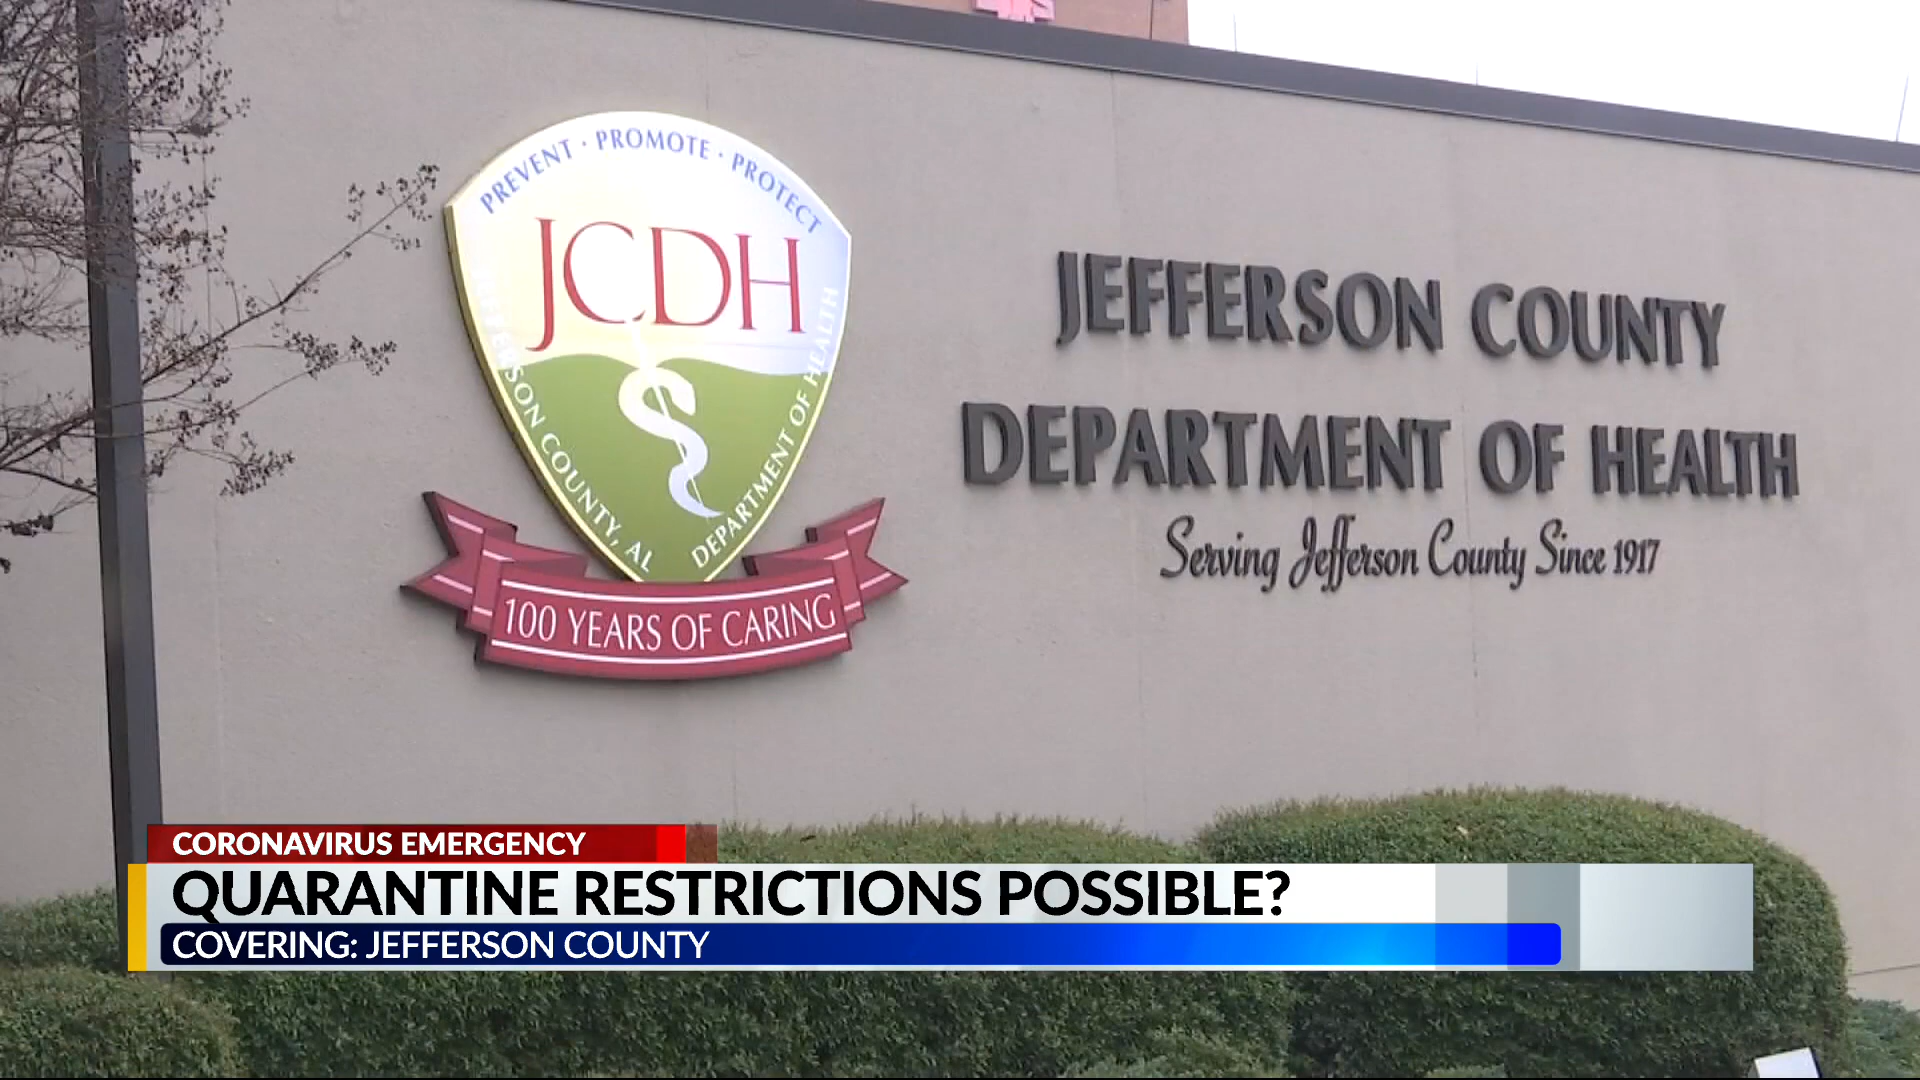 PREVENT · PROMOTE · PROTECT
JCDH
JEFFERSON COUNTY, AL
DEPARTMENT OF HEALTH
100 YEARS OF CARING
JEFFERSON COUNTY
DEPARTMENT OF HEALTH
Serving Jefferson County Since 1917
CORONAVIRUS EMERGENCY
QUARANTINE RESTRICTIONS POSSIBLE?
COVERING: JEFFERSON COUNTY